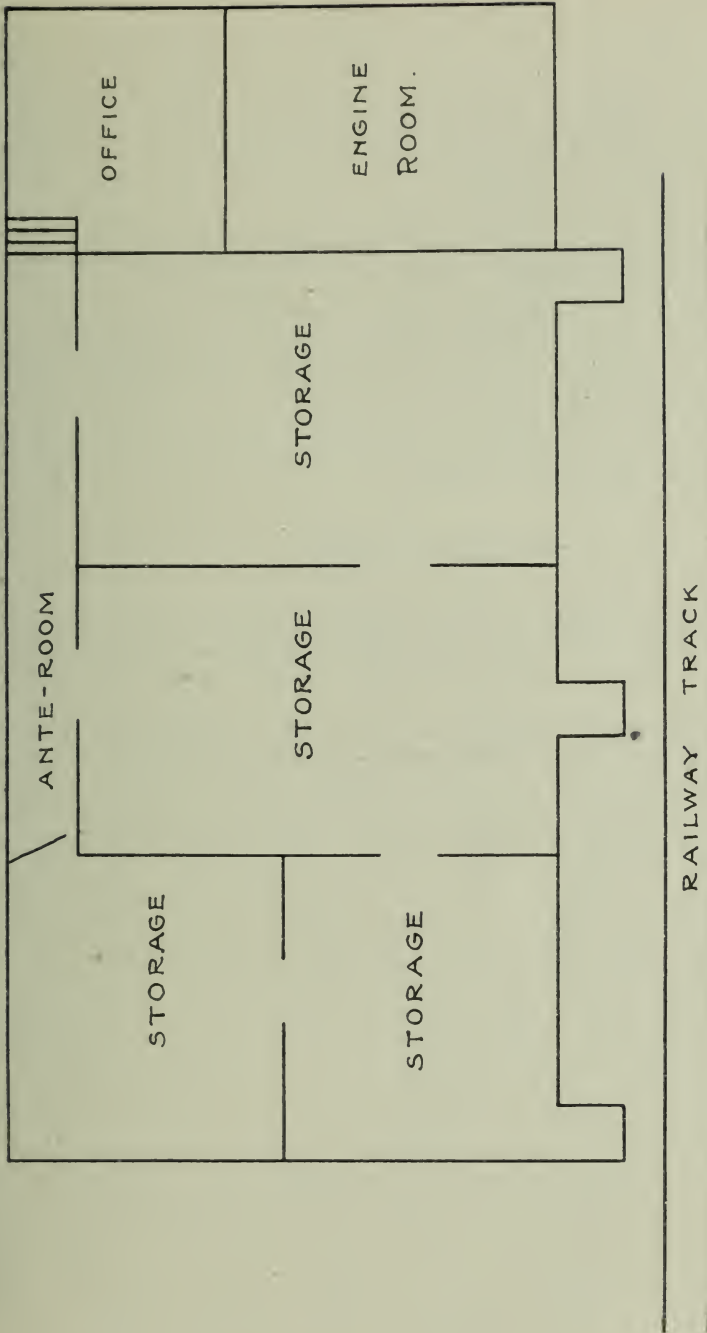 ANTE-ROOM
OFFICE
STORAGE
STORAGE
STORAGE
ENGINE
ROOM.
STORAGE
RAILWAY TRACK